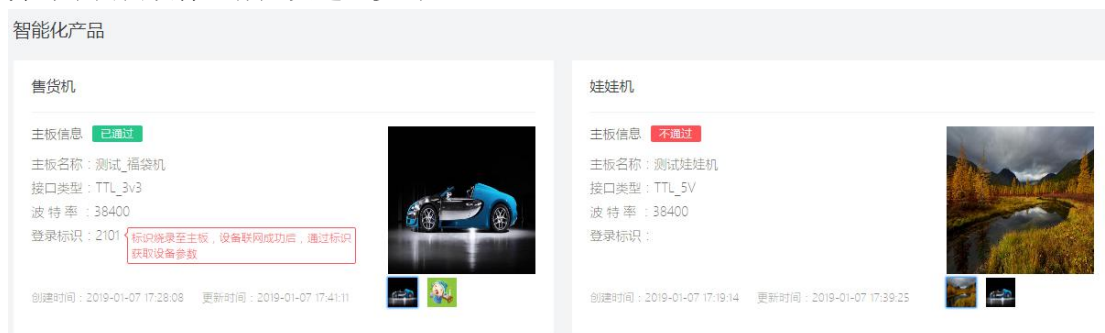 智能化产品
售货机
主板信息 已通过
主板名称：测试_福袋机
接口类型：TTL_3v3
波 特 率 ：38400
登录标识：2101
标识烧录至主板，设备联网成功后，通过标识
获取设备参数
创建时间：2019-01-07 17:28:08 更新时间：2019-01-07 17:41:11
娃娃机
主板信息 不通过
主板名称：测试娃娃机
接口类型：TTL_5V
波 特 率 ：38400
登录标识：
创建时间：2019-01-07 17:19:14 更新时间：2019-01-07 17:39:25